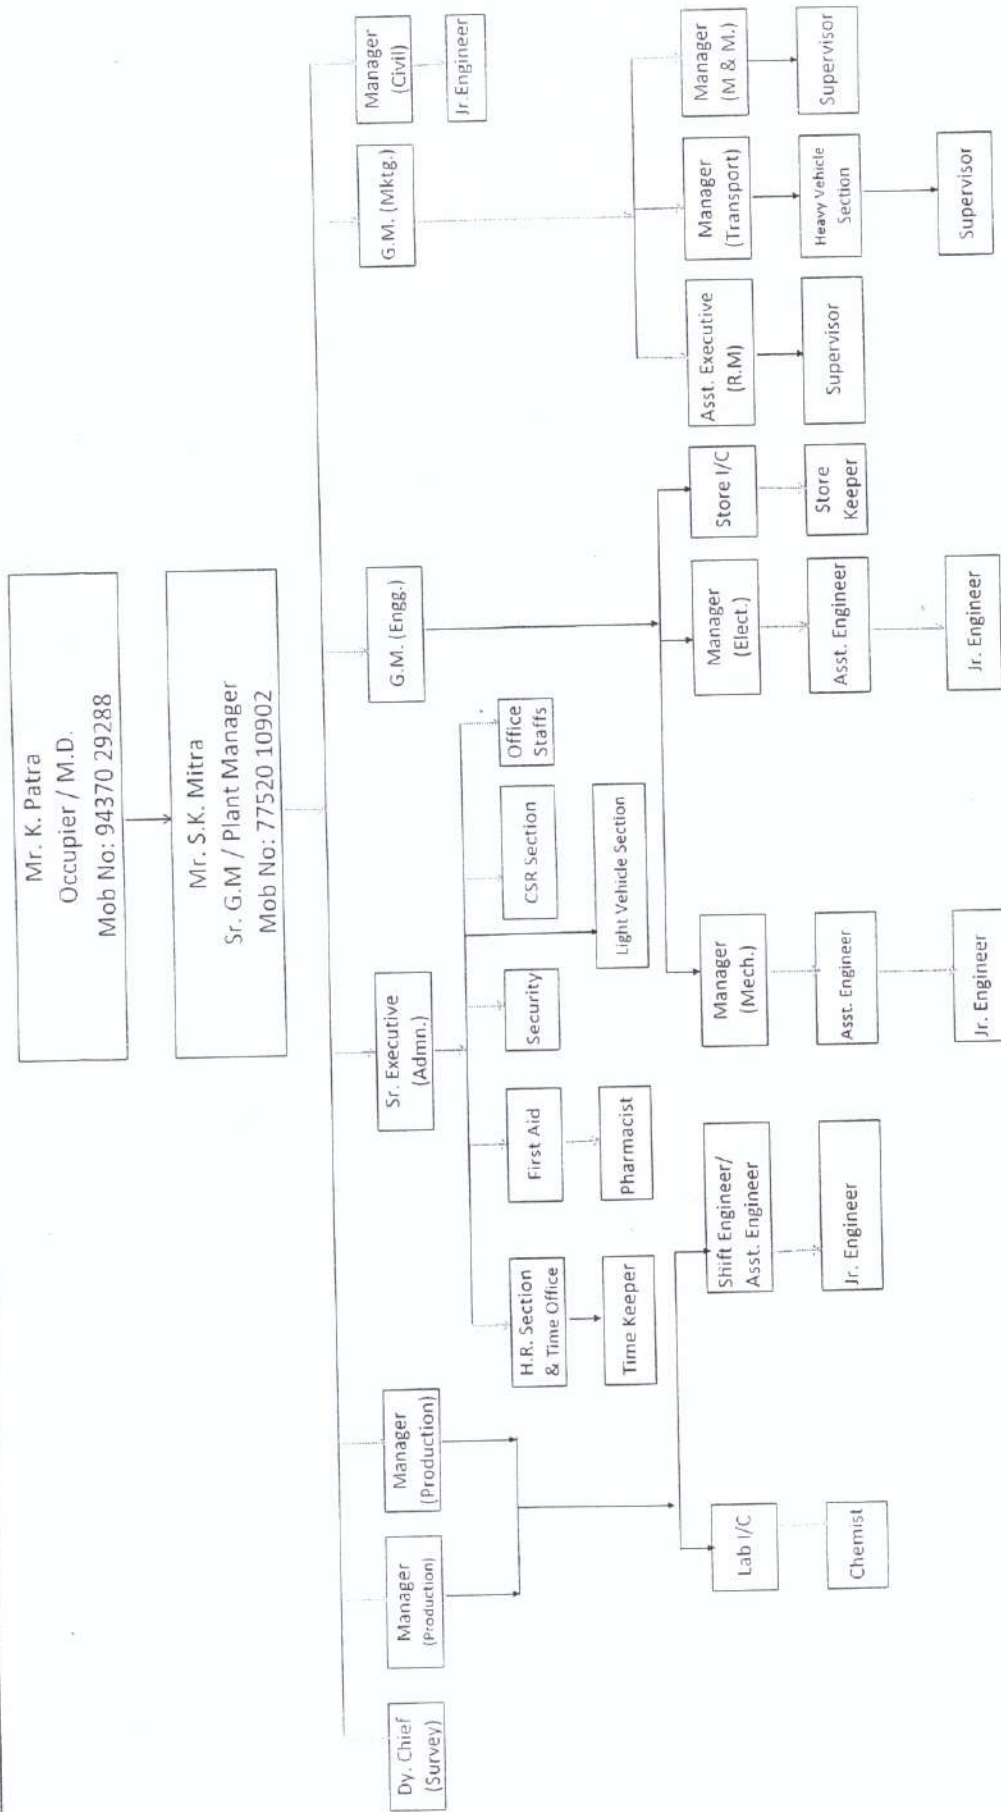 Mr. K. Patra
Occupier / M.D.
Mob No: 94370 29288
Mr. S.K. Mitra
Sr. G.M / Plant Manager
Mob No: 77520 10902
Dy. Chief
(Survey)
Manager
(Production)
Manager
(Production)
Sr. Executive
(Admn.)
G.M. (Engg.)
G.M. (Mktg.)
Manager
(Civil)
Jr.Engineer
H.R. Section
& Time Office
First Aid
Security
CSR Section
Office
Staffs
Time Keeper
Pharmacist
Light Vehicle Section
Lab I/C
Shift Engineer/
Asst. Engineer
Manager
(Mech.)
Manager
(Elect.)
Store I/C
Asst. Executive
(R.M)
Manager
(Transport)
Manager
(M & M.)
Chemist
Jr. Engineer
Asst. Engineer
Asst. Engineer
Store
Keeper
Supervisor
Heavy Vehicle
Section
Supervisor
Jr. Engineer
Jr. Engineer
Supervisor